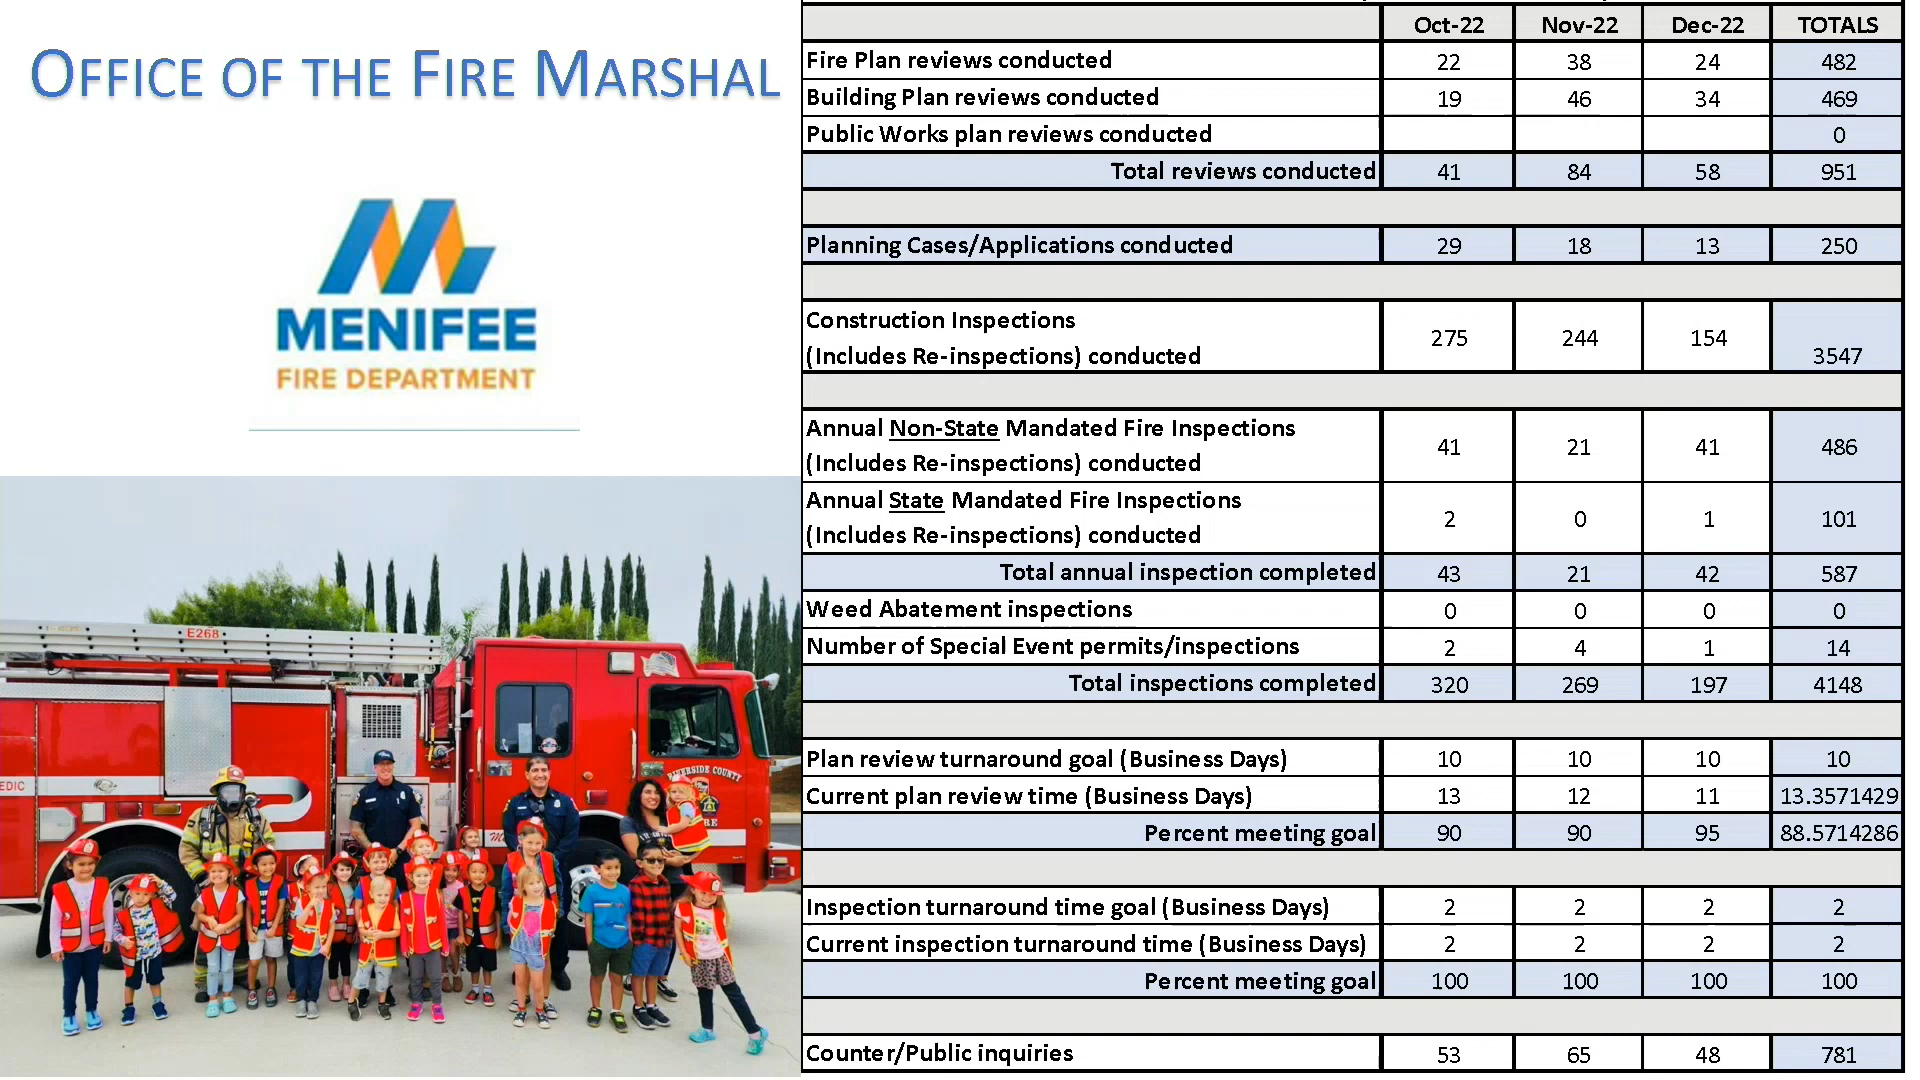 OFFICE OF THE FIRE MARSHAL
MENIFEE
FIRE DEPARTMENT
E268
EDIC
RIVERSIDE COUNTY
Oct-22 Nov-22 Dec-22 TOTALS
Fire Plan reviews conducted 22 38 24 482
Building Plan reviews conducted 19 46 34 469
Public Works plan reviews conducted 0
Total reviews conducted 41 84 58 951
Planning Cases/Applications conducted 29 18 13 250
Construction Inspections
(Includes Re-inspections) conducted 275 244 154 3547
Annual Non-State Mandated Fire Inspections
(Includes Re-inspections) conducted 41 21 41 486
Annual State Mandated Fire Inspections
(Includes Re-inspections) conducted 2 0 1 101
Total annual inspection completed 43 21 42 587
Weed Abatement inspections 0 0 0 0
Number of Special Event permits/inspections 2 4 1 14
Total inspections completed 320 269 197 4148
Plan review turnaround goal (Business Days) 10 10 10 10
Current plan review time (Business Days) 13 12 11 13.3571429
Percent meeting goal 90 90 95 88.5714286
Inspection turnaround time goal (Business Days) 2 2 2 2
Current inspection turnaround time (Business Days) 2 2 2 2
Percent meeting goal 100 100 100 100
Counter/Public inquiries 53 65 48 781